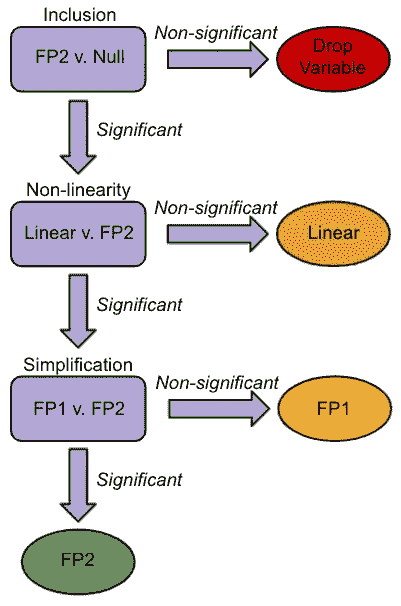 Inclusion
FP2 v. Null
Non-significant
Drop
Variable
Significant
Non-linearity
Linear v. FP2
Non-significant
Linear
Significant
Simplification
FP1 v. FP2
Non-significant
FP1
Significant
FP2